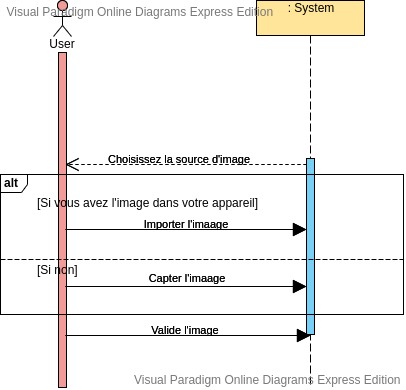 Visual Paradigm Online Diagrams Express Edition
: System
User
Choisissez la source d'image
alt
[Si vous avez l'image dans votre appareil]
Importer l'imaage
[Si non]
Capter l'imaage
Valide l'image
Visual Paradigm Online Diagrams Express Edition